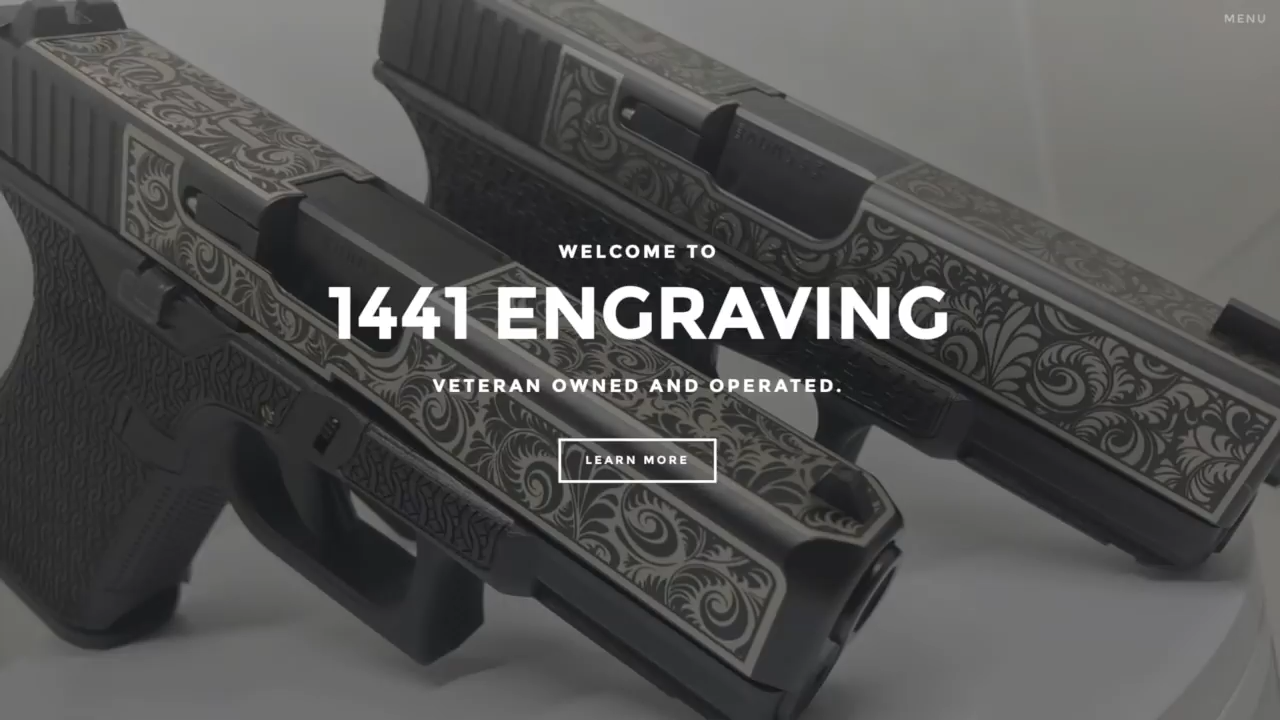 MENU
WELCOME TO
1441 ENGRAVING
VETERAN OWNED AND OPERATED.
LEARN MORE